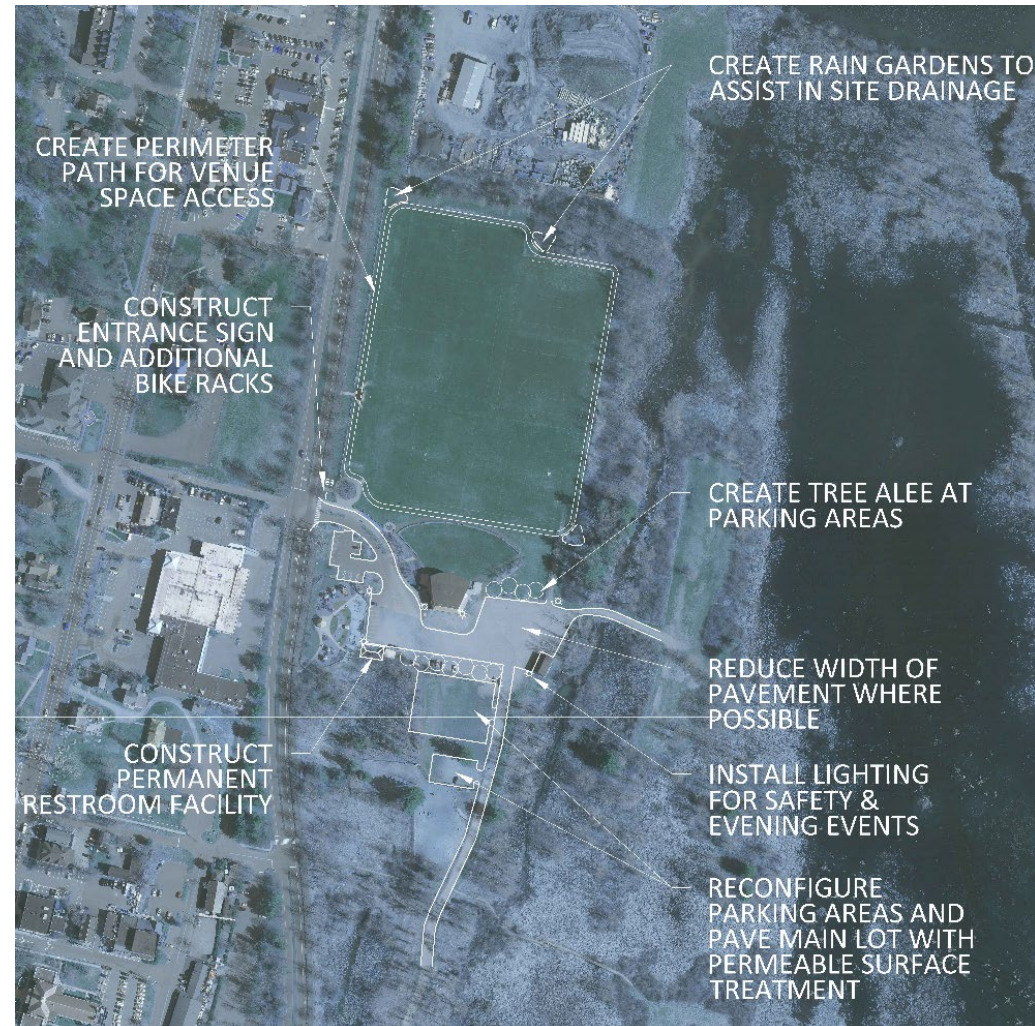 CREATE RAIN GARDENS TO
ASSIST IN SITE DRAINAGE
CREATE PERIMETER
PATH FOR VENUE
SPACE ACCESS
CONSTRUCT
ENTRANCE SIGN
AND ADDITIONAL
BIKE RACKS
CREATE TREE ALEE AT
PARKING AREAS
REDUCE WIDTH OF
PAVEMENT WHERE
POSSIBLE
CONSTRUCT
PERMANENT
RESTROOM FACILITY
INSTALL LIGHTING
FOR SAFETY &
EVENING EVENTS
RECONFIGURE
PARKING AREAS AND
PAVE MAIN LOT WITH
PERMEABLE SURFACE
TREATMENT